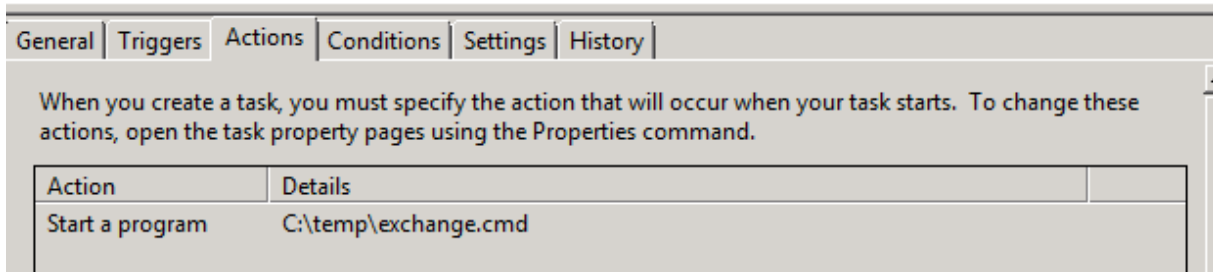 General Triggers Actions Conditions Settings History
When you create a task, you must specify the action that will occur when your task starts.  To change these
actions, open the task property pages using the Properties command.
Action Details
Start a program C:\temp\exchange.cmd